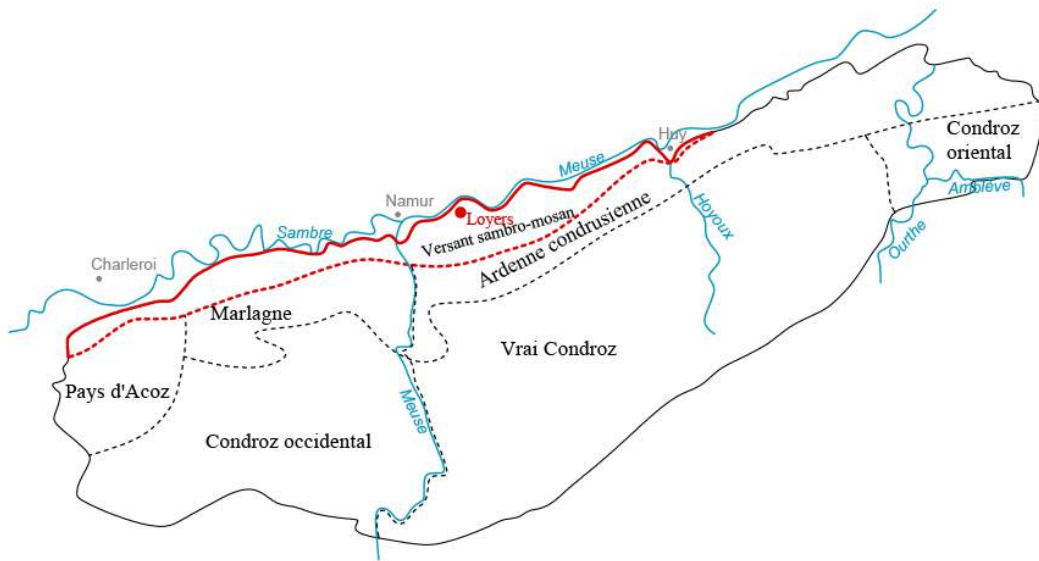 Huy
Condroz
oriental
Meuse
Amblève
Namur
Loyers
Hoyoux
Sambre
Versant sambro-mosan
Ardenne condrusienne
Ourthe
Charleroi
Marlagne
Vrai Condroz
Pays d'Acoz
Meuse
Condroz occidental